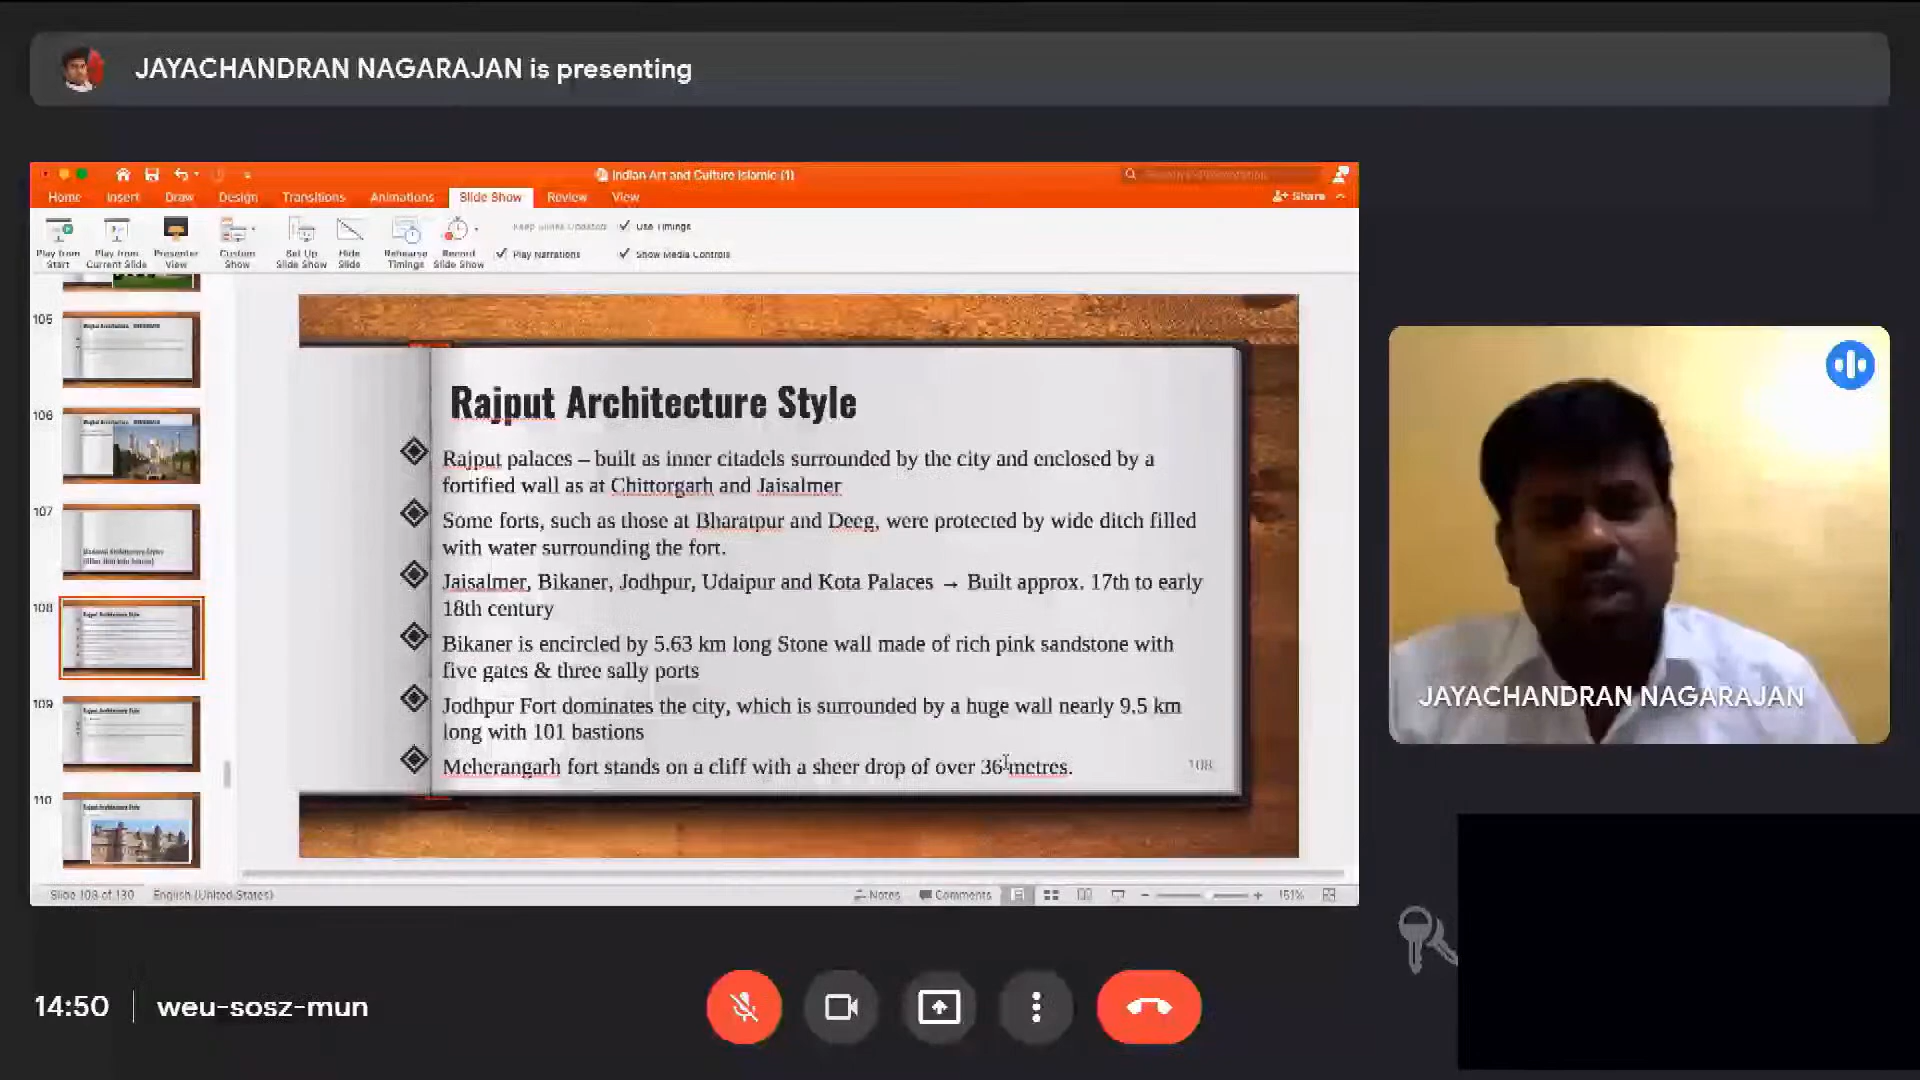 JAYACHANDRAN NAGARAJAN is presenting
Indian Art and Culture Islamic (1)
Home Insert Draw Design Transitions Animations Slide Show Review View
Share
Play from Start
Play from Current Slide
Presenter View
Custom Show
Set Up Slide Show
Hide Slide
Rehearse Timings
Record Slide Show
Keep Slides Updated
Use Timings
Play Narrations
Show Media Controls
105
106
107
108
109
110
Rajput Architecture Style
Rajput palaces – built as inner citadels surrounded by the city and enclosed by a
fortified wall as at Chittorgarh and Jaisalmer
Some forts, such as those at Bharatpur and Deeg, were protected by wide ditch filled
with water surrounding the fort.
Jaisalmer, Bikaner, Jodhpur, Udaipur and Kota Palaces → Built approx. 17th to early
18th century
Bikaner is encircled by 5.63 km long Stone wall made of rich pink sandstone with
five gates & three sally ports
Jodhpur Fort dominates the city, which is surrounded by a huge wall nearly 9.5 km
long with 101 bastions
Meherangarh fort stands on a cliff with a sheer drop of over 36 metres.
108
Slide 108 of 130 English (United States)
Notes Comments 151%
JAYACHANDRAN NAGARAJAN
14:50 weu-sosz-mun